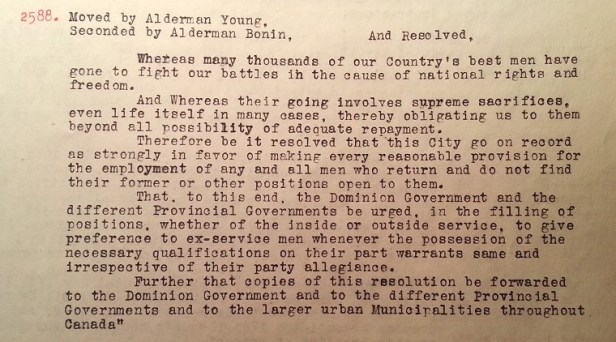 2588. Moved by Alderman Young,
Seconded by Alderman Bonin, And Resolved,
Whereas many thousands of our Country's best men have
gone to fight our battles ih the cause of national rights and
freedom.
And Whereas their going involves supreme sacrifices,
even life itself in many cases, thereby obligating us to them
beyond all possibility of adequate repayment.
Therefore be it resolved that this City go on record
as strongly in favor of making every reasonable provision for
the employment of any and all men who return and do not find
their former or other positions open to them.
That, to this end, the Dominion Government and the
different Provincial Governments be urged, in the filling of
positions, whether of the inside or outside service, to give
preference to ex-service men whenever the possession of the
necessary qualifications on their part warrants same and
irrespective of their party allegiance.
Further that copies of this resolution be forwarded
to the Dominion Government and to the different Provincial
Governments and to the larger urban Municipalities throughout
Canada"